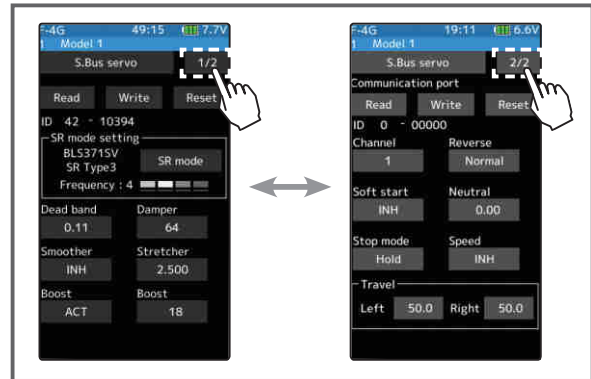 F-4G 49:15 7.7V
1 Model 1
S.Bus servo 1/2
Read Write Reset
ID 42 - 10394
SR mode setting
BLS371SV
SR Type3
SR mode
Frequency : 4
Dead band Damper
0.11 64
Smoother Stretcher
INH 2.500
Boost Boost
ACT 18
F-4G 19:11 6.6V
1 Model 1
S.Bus servo 2/2
Communication port
Read Write Reset
ID 0 - 00000
Channel Reverse
1 Normal
Soft start Neutral
INH 0.00
Stop mode Speed
Hold INH
Travel
Left 50.0 Right 50.0